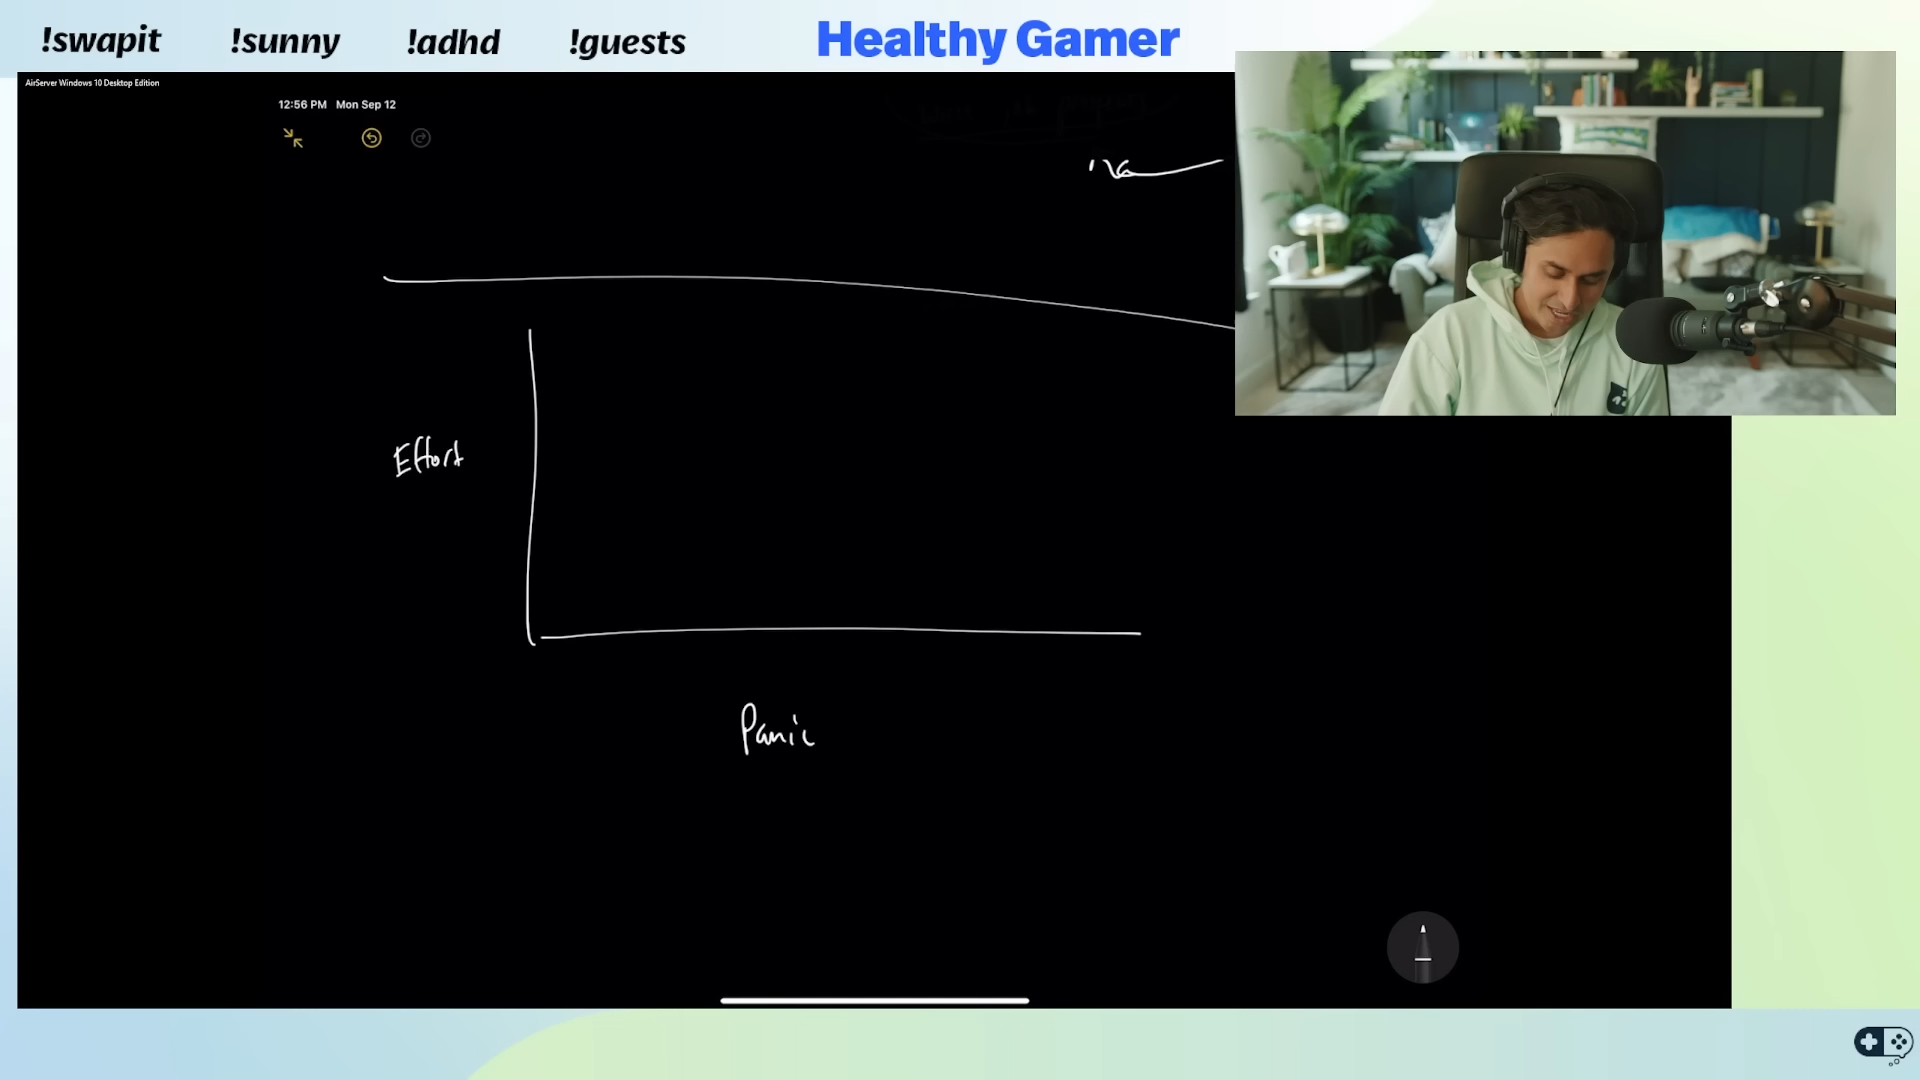 !swapit !sunny !adhd !guests Healthy Gamer
AirServer Windows 10 Desktop Edition
12:56 PM Mon Sep 12
Effort
Panic